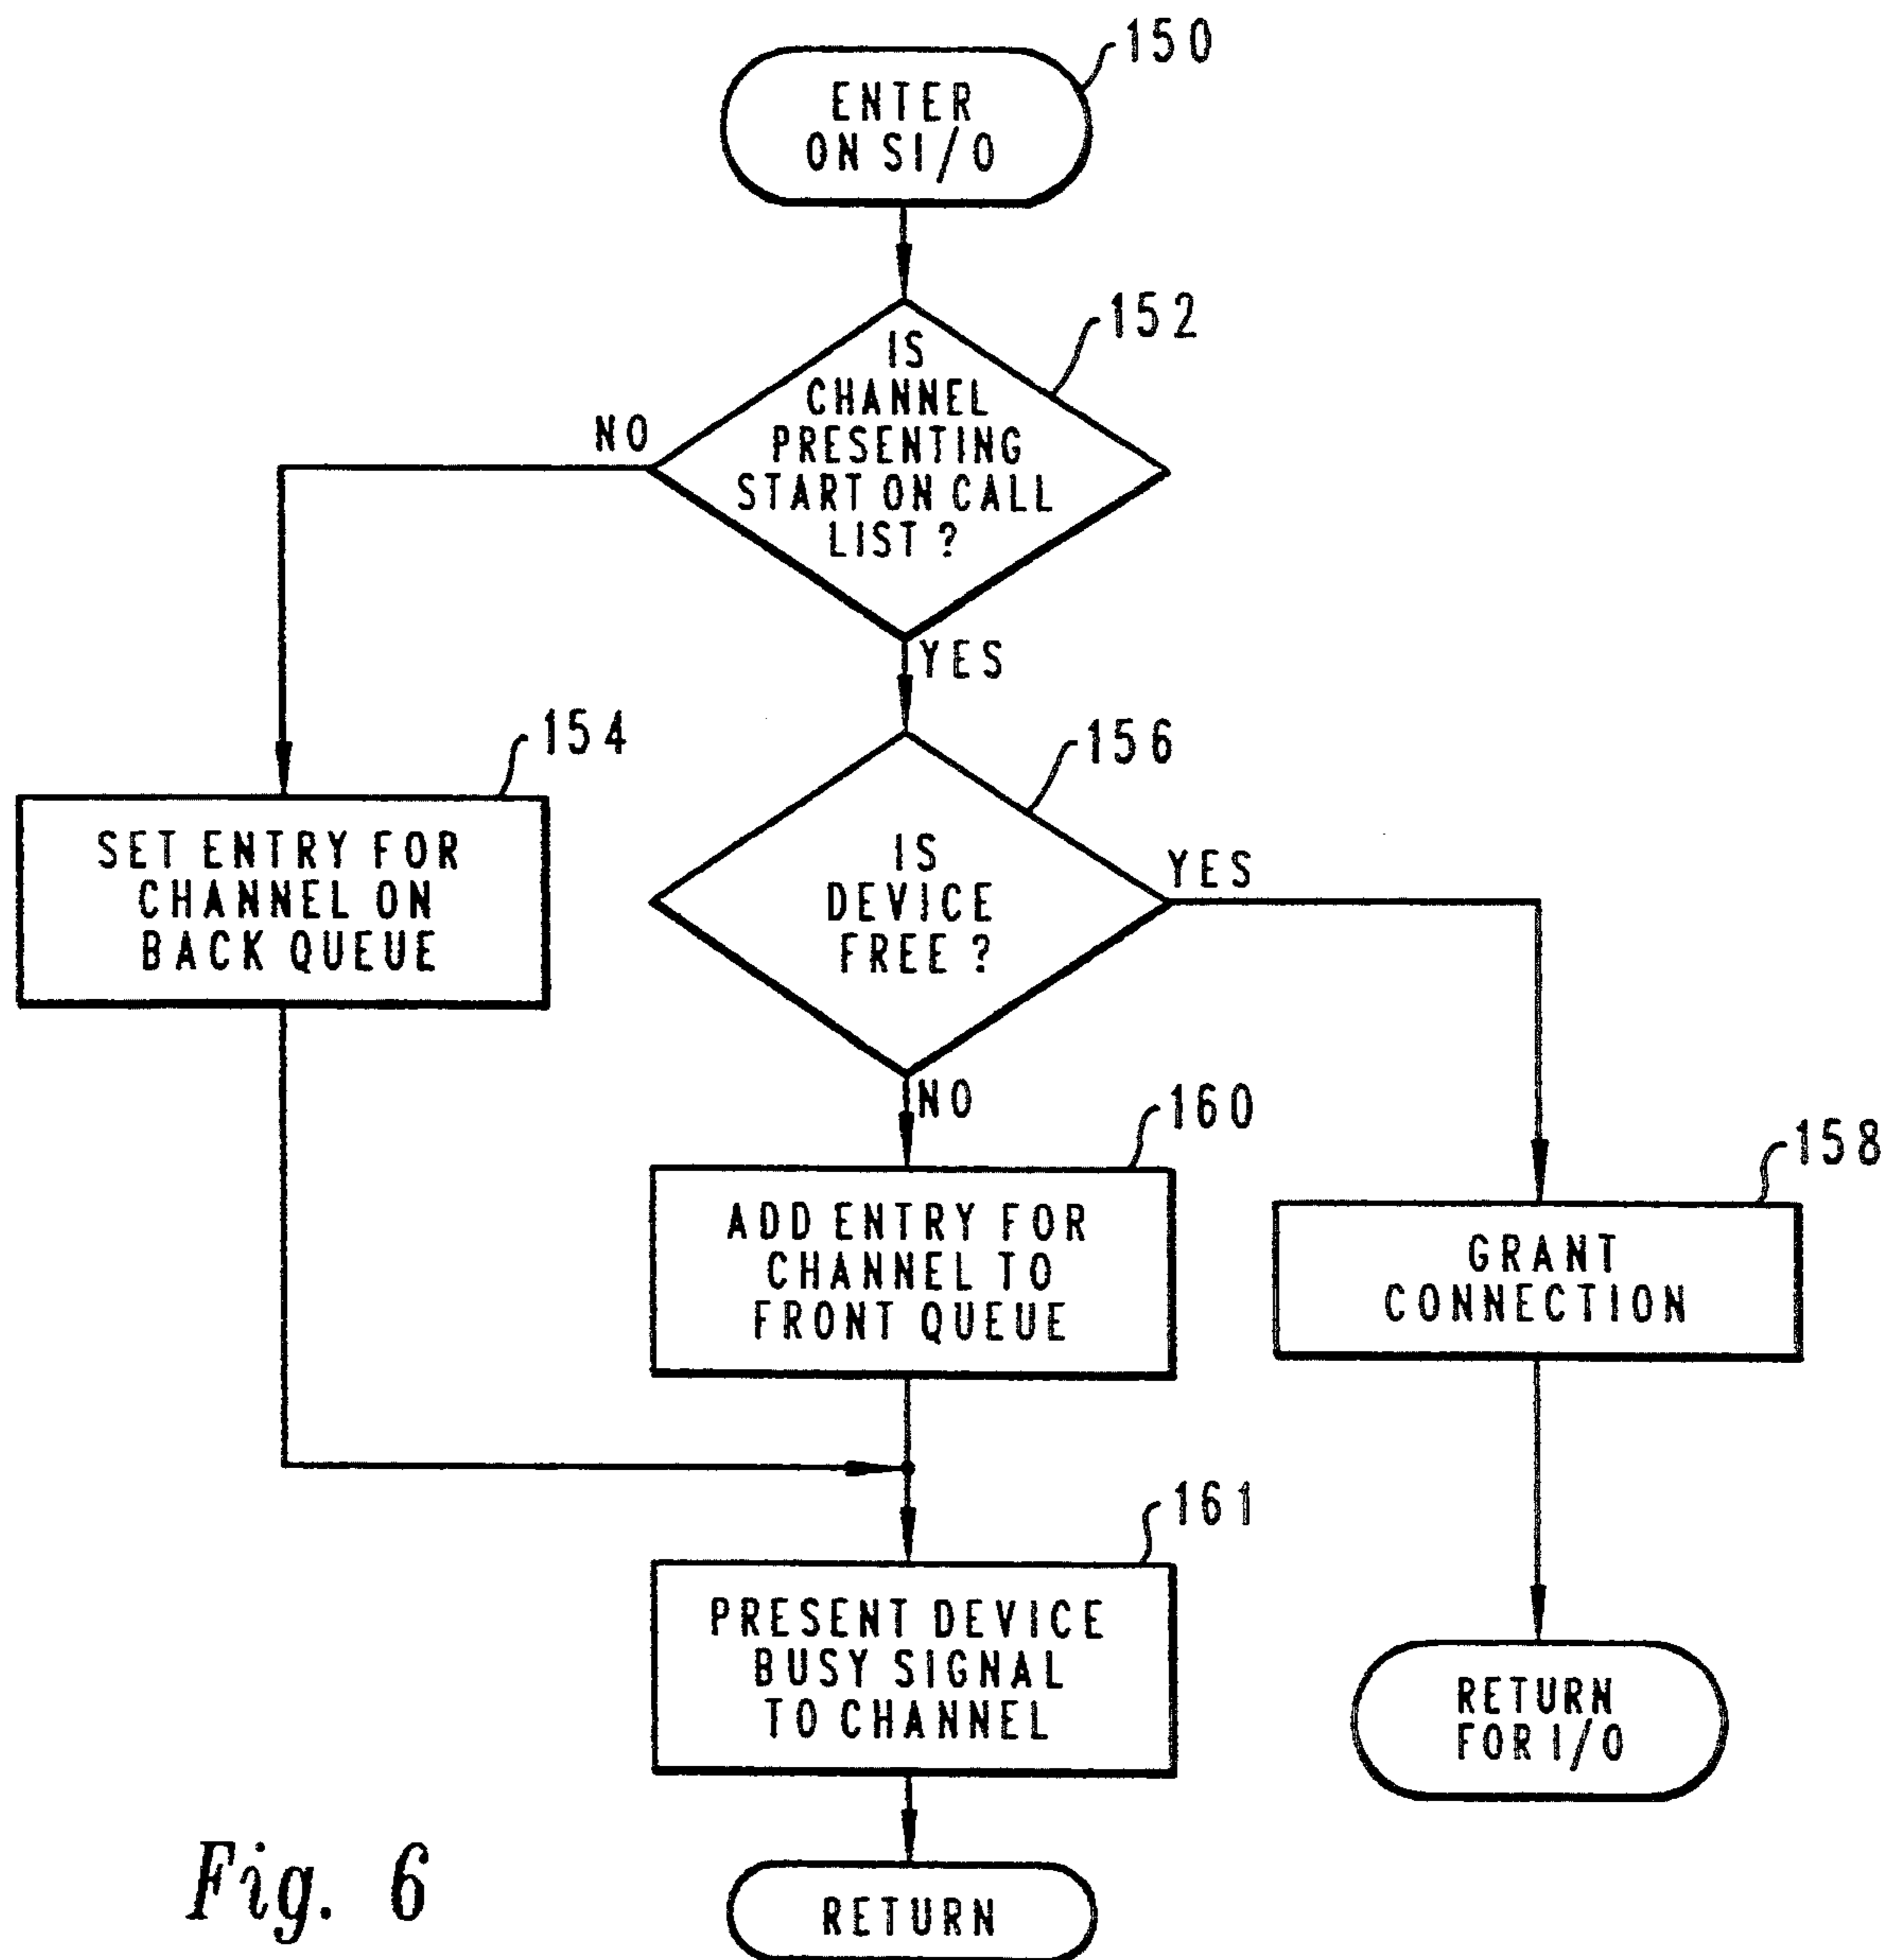 150
ENTER
ON SI/O
152
IS
CHANNEL
PRESENTING
START ON CALL
LIST ?
NO
YES
154
SET ENTRY FOR
CHANNEL ON
BACK QUEUE
156
IS
DEVICE
FREE ?
YES
NO
160
ADD ENTRY FOR
CHANNEL TO
FRONT QUEUE
158
GRANT
CONNECTION
161
PRESENT DEVICE
BUSY SIGNAL
TO CHANNEL
RETURN
FOR I/O
RETURN
Fig. 6